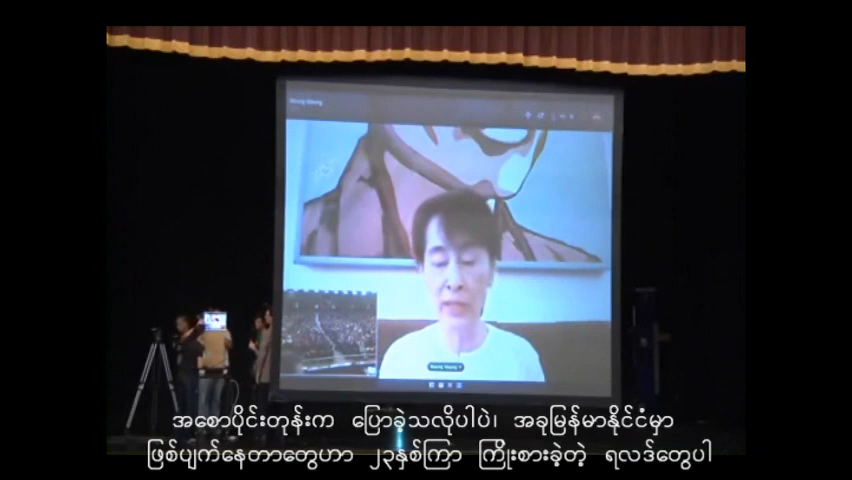 အစောပိုင်းတုန်းက ပြောခဲ့သလိုပါပဲ၊ အခုမြန်မာနိုင်ငံမှာ
ဖြစ်ပျက်နေတာတွေဟာ ၂၃နှစ်ကြာ ကြိုးစားခဲ့တဲ့ ရလဒ်တွေပါ